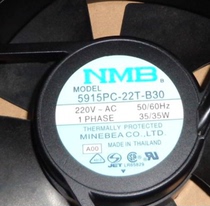 NMB
MODEL
5915PC-22T-B30
220V - AC 50/60Hz
1 PHASE 35/35W
THERMALLY PROTECTED
MINEBEA CO., LTD.
MADE IN THAILAND
A00